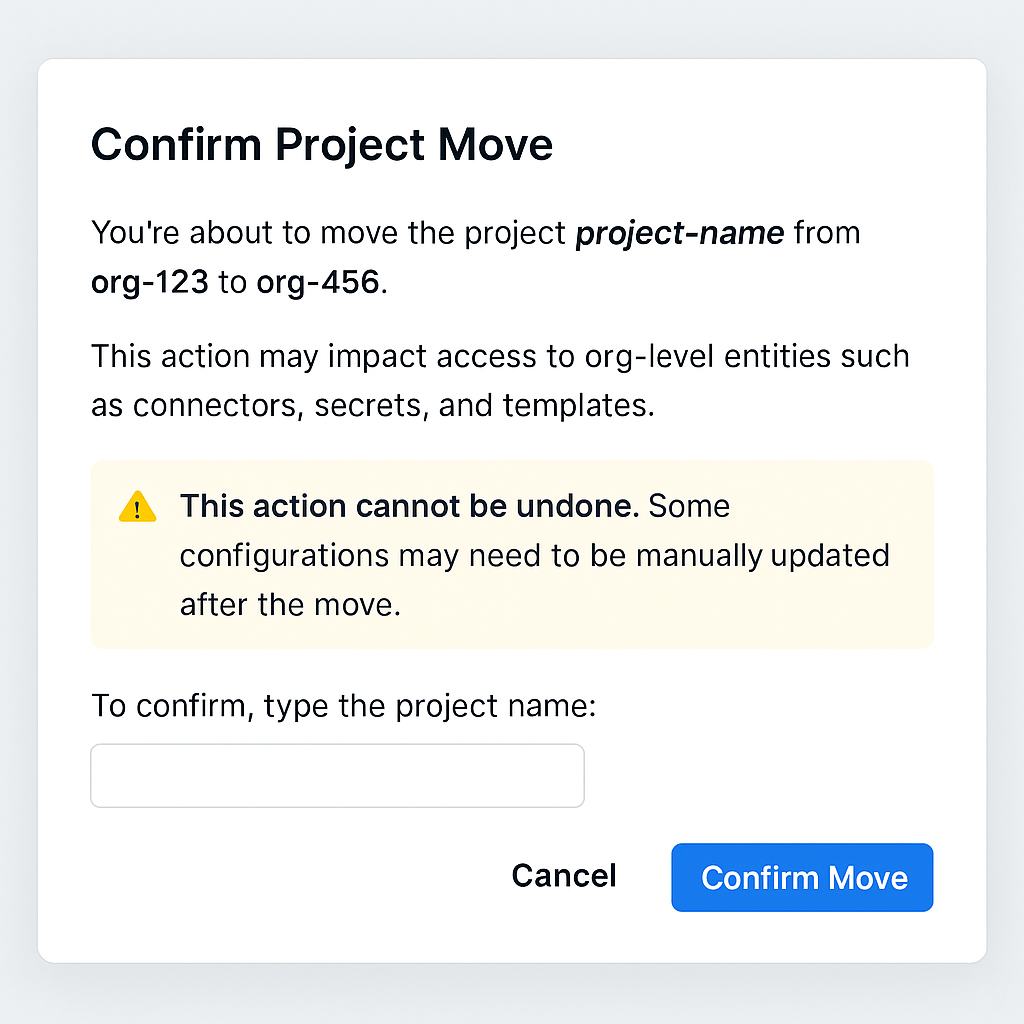 Confirm Project Move
You're about to move the project project-name from
org-123 to org-456.
This action may impact access to org-level entities such
as connectors, secrets, and templates.
This action cannot be undone. Some
configurations may need to be manually updated
after the move.
To confirm, type the project name:
Cancel
Confirm Move